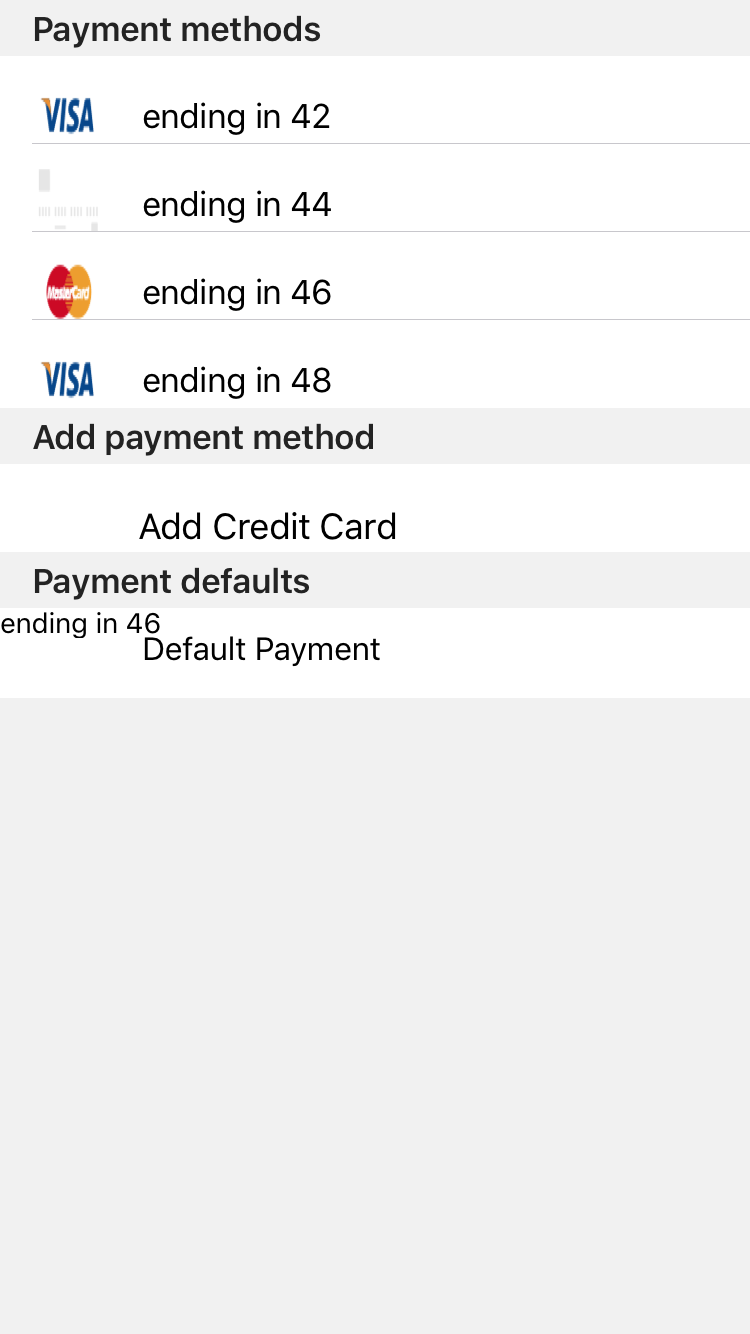 Payment methods
VISA ending in 42
ending in 44
MasterCard ending in 46
VISA ending in 48
Add payment method
Add Credit Card
Payment defaults
ending in 46
Default Payment